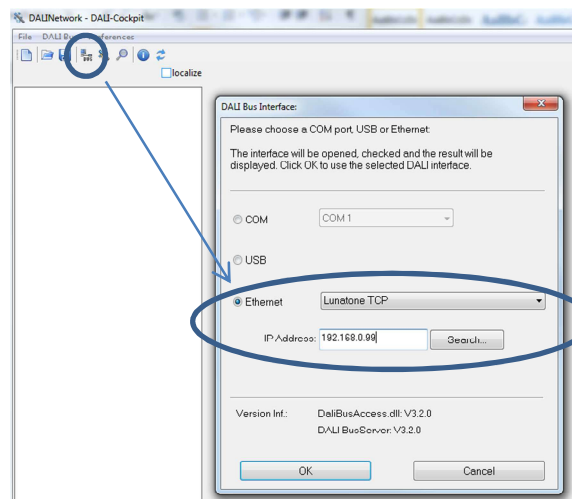 DALINetwork - DALI-Cockpit
File DALI Bus
localize
DALI Bus Interface:
Please choose a COM port, USB or Ethernet:
The interface will be opened, checked and the result will be
displayed. Click OK to use the selected DALI interface.
COM COM 1
USB
Ethernet Lunatone TCP
IP Address: 192.168.0.99 Search...
Version Inf.: DaliBusAccess.dll: V3.2.0
DALI BusServer: V3.2.0
OK Cancel